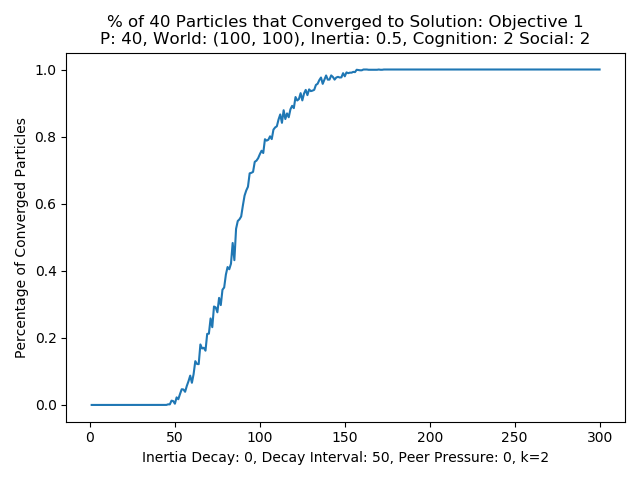 % of 40 Particles that Converged to Solution: Objective 1
P: 40, World: (100, 100), Inertia: 0.5, Cognition: 2 Social: 2
Percentage of Converged Particles
1.0
0.8
0.6
0.4
0.2
0.0
0 50 100 150 200 250 300
Inertia Decay: 0, Decay Interval: 50, Peer Pressure: 0, k=2